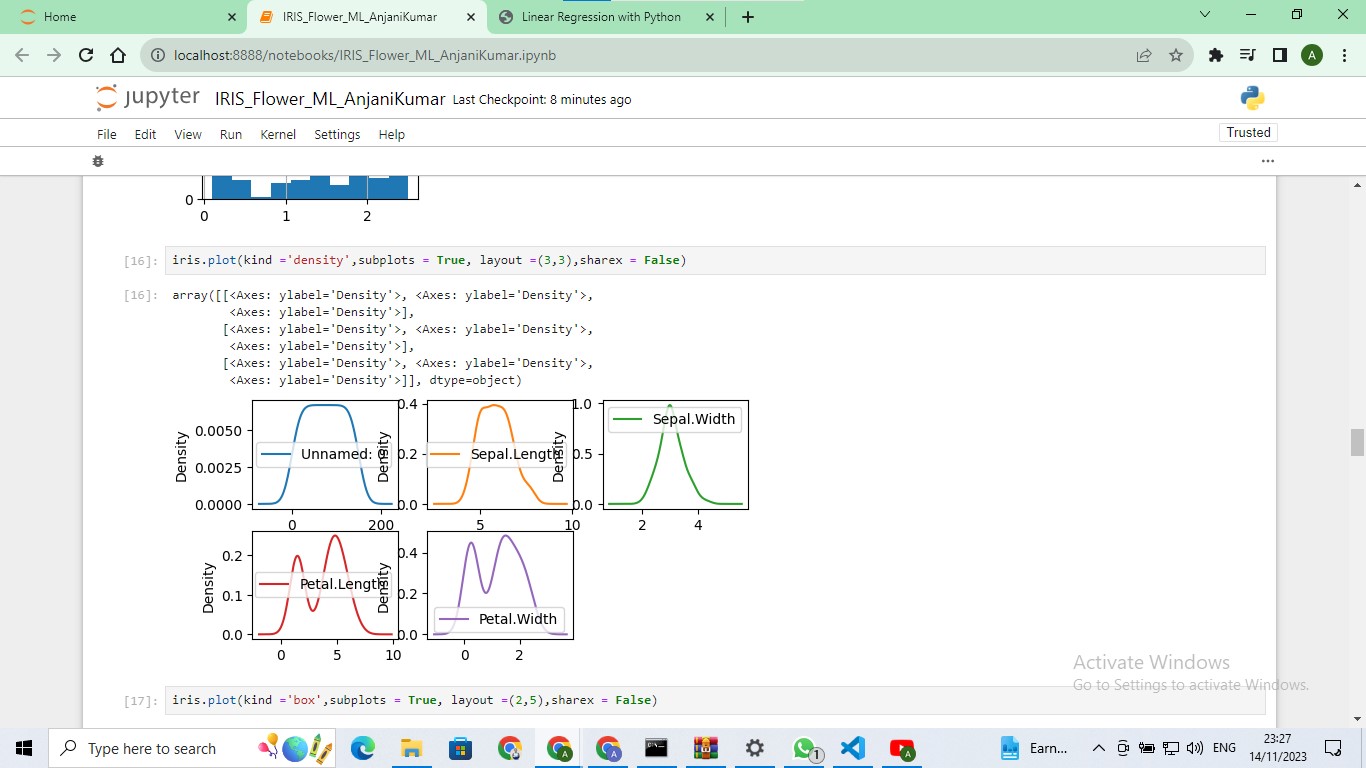 Home
IRIS_Flower_ML_AnjaniKumar
Linear Regression with Python
localhost:8888/notebooks/IRIS_Flower_ML_AnjaniKumar.ipynb
A
jupyter IRIS_Flower_ML_AnjaniKumar Last Checkpoint: 8 minutes ago
File Edit View Run Kernel Settings Help
Trusted
0
0 1 2
[16]: iris.plot(kind ='density',subplots = True, layout =(3,3),sharex = False)
[16]: array([[<Axes: ylabel='Density'>, <Axes: ylabel='Density'>,
<Axes: ylabel='Density'>],
[<Axes: ylabel='Density'>, <Axes: ylabel='Density'>,
<Axes: ylabel='Density'>],
[<Axes: ylabel='Density'>, <Axes: ylabel='Density'>,
<Axes: ylabel='Density'>]], dtype=object)
Density
0.0050
0.0025
0.0000
Unnamed:
0 200
Density
0.4
0.2
0.0
Sepal.Length
5 10
Density
1.0
0.5
0.0
Sepal.Width
2 4
Density
0.2
0.1
0.0
Petal.Length
0 5 10
Density
0.4
0.2
0.0
Petal.Width
0 2
Activate Windows
Go to Settings to activate Windows.
[17]: iris.plot(kind ='box',subplots = True, layout =(2,5),sharex = False)
Type here to search
1
Earn...
ENG
23:27
14/11/2023